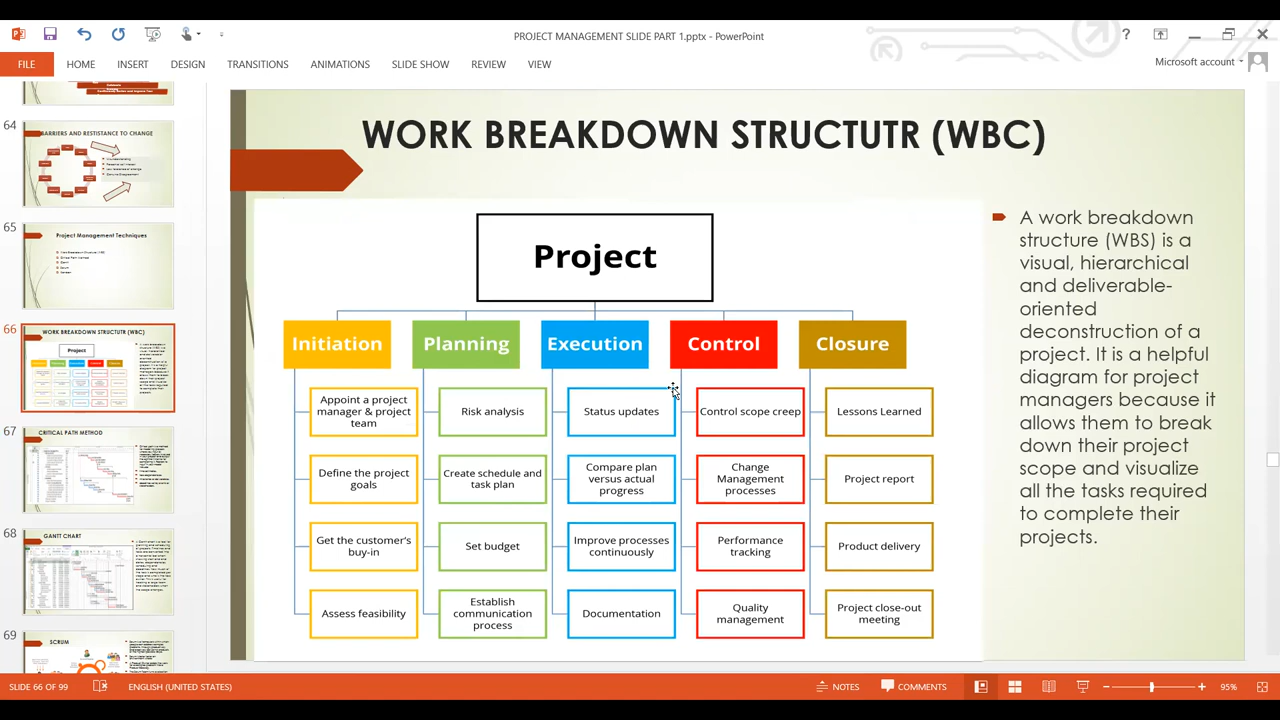 PROJECT MANAGEMENT SLIDE PART 1.pptx - PowerPoint
?
FILE
HOME
INSERT
DESIGN
TRANSITIONS
ANIMATIONS
SLIDE SHOW
REVIEW
VIEW
Microsoft account
64
BARRIERS AND RESTISTANCE TO CHANGE
65
Project Management Techniques
66
WORK BREAKDOWN STRUCTUTR (WBC)
67
CRITICAL PATH METHOD
68
GANTT CHART
69
SCRUM
WORK BREAKDOWN STRUCTUTR (WBC)
Project
Initiation
Planning
Execution
Control
Closure
Appoint a project
manager & project
team
Risk analysis
Status updates
Control scope creep
Lessons Learned
Define the project
goals
Create schedule and
task plan
Compare plan
versus actual
progress
Change
Management
processes
Project report
Get the customer's
buy-in
Set budget
Improve processes
continuously
Performance
tracking
Product delivery
Assess feasibility
Establish
communication
process
Documentation
Quality
management
Project close-out
meeting
A work breakdown
structure (WBS) is a
visual, hierarchical
and deliverable-
oriented
deconstruction of a
project. It is a helpful
diagram for project
managers because it
allows them to break
down their project
scope and visualize
all the tasks required
to complete their
projects.
SLIDE 66 OF 99
ENGLISH (UNITED STATES)
NOTES
COMMENTS
95%